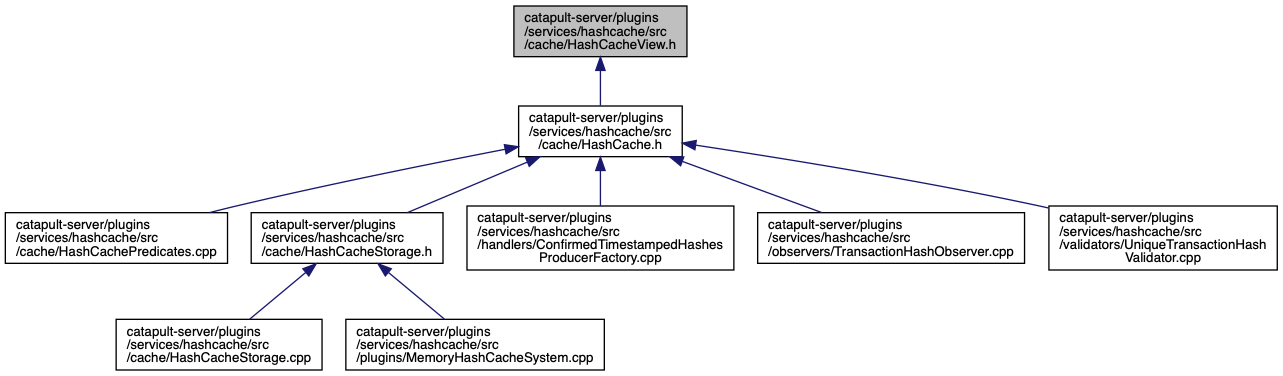 catapult-server/plugins
/services/hashcache/src
/cache/HashCacheView.h
catapult-server/plugins
/services/hashcache/src
/cache/HashCache.h
catapult-server/plugins
/services/hashcache/src
/cache/HashCachePredicates.cpp
catapult-server/plugins
/services/hashcache/src
/cache/HashCacheStorage.h
catapult-server/plugins
/services/hashcache/src
/handlers/ConfirmedTimestampedHashes
ProducerFactory.cpp
catapult-server/plugins
/services/hashcache/src
/observers/TransactionHashObserver.cpp
catapult-server/plugins
/services/hashcache/src
/validators/UniqueTransactionHash
Validator.cpp
catapult-server/plugins
/services/hashcache/src
/cache/HashCacheStorage.cpp
catapult-server/plugins
/services/hashcache/src
/plugins/MemoryHashCacheSystem.cpp